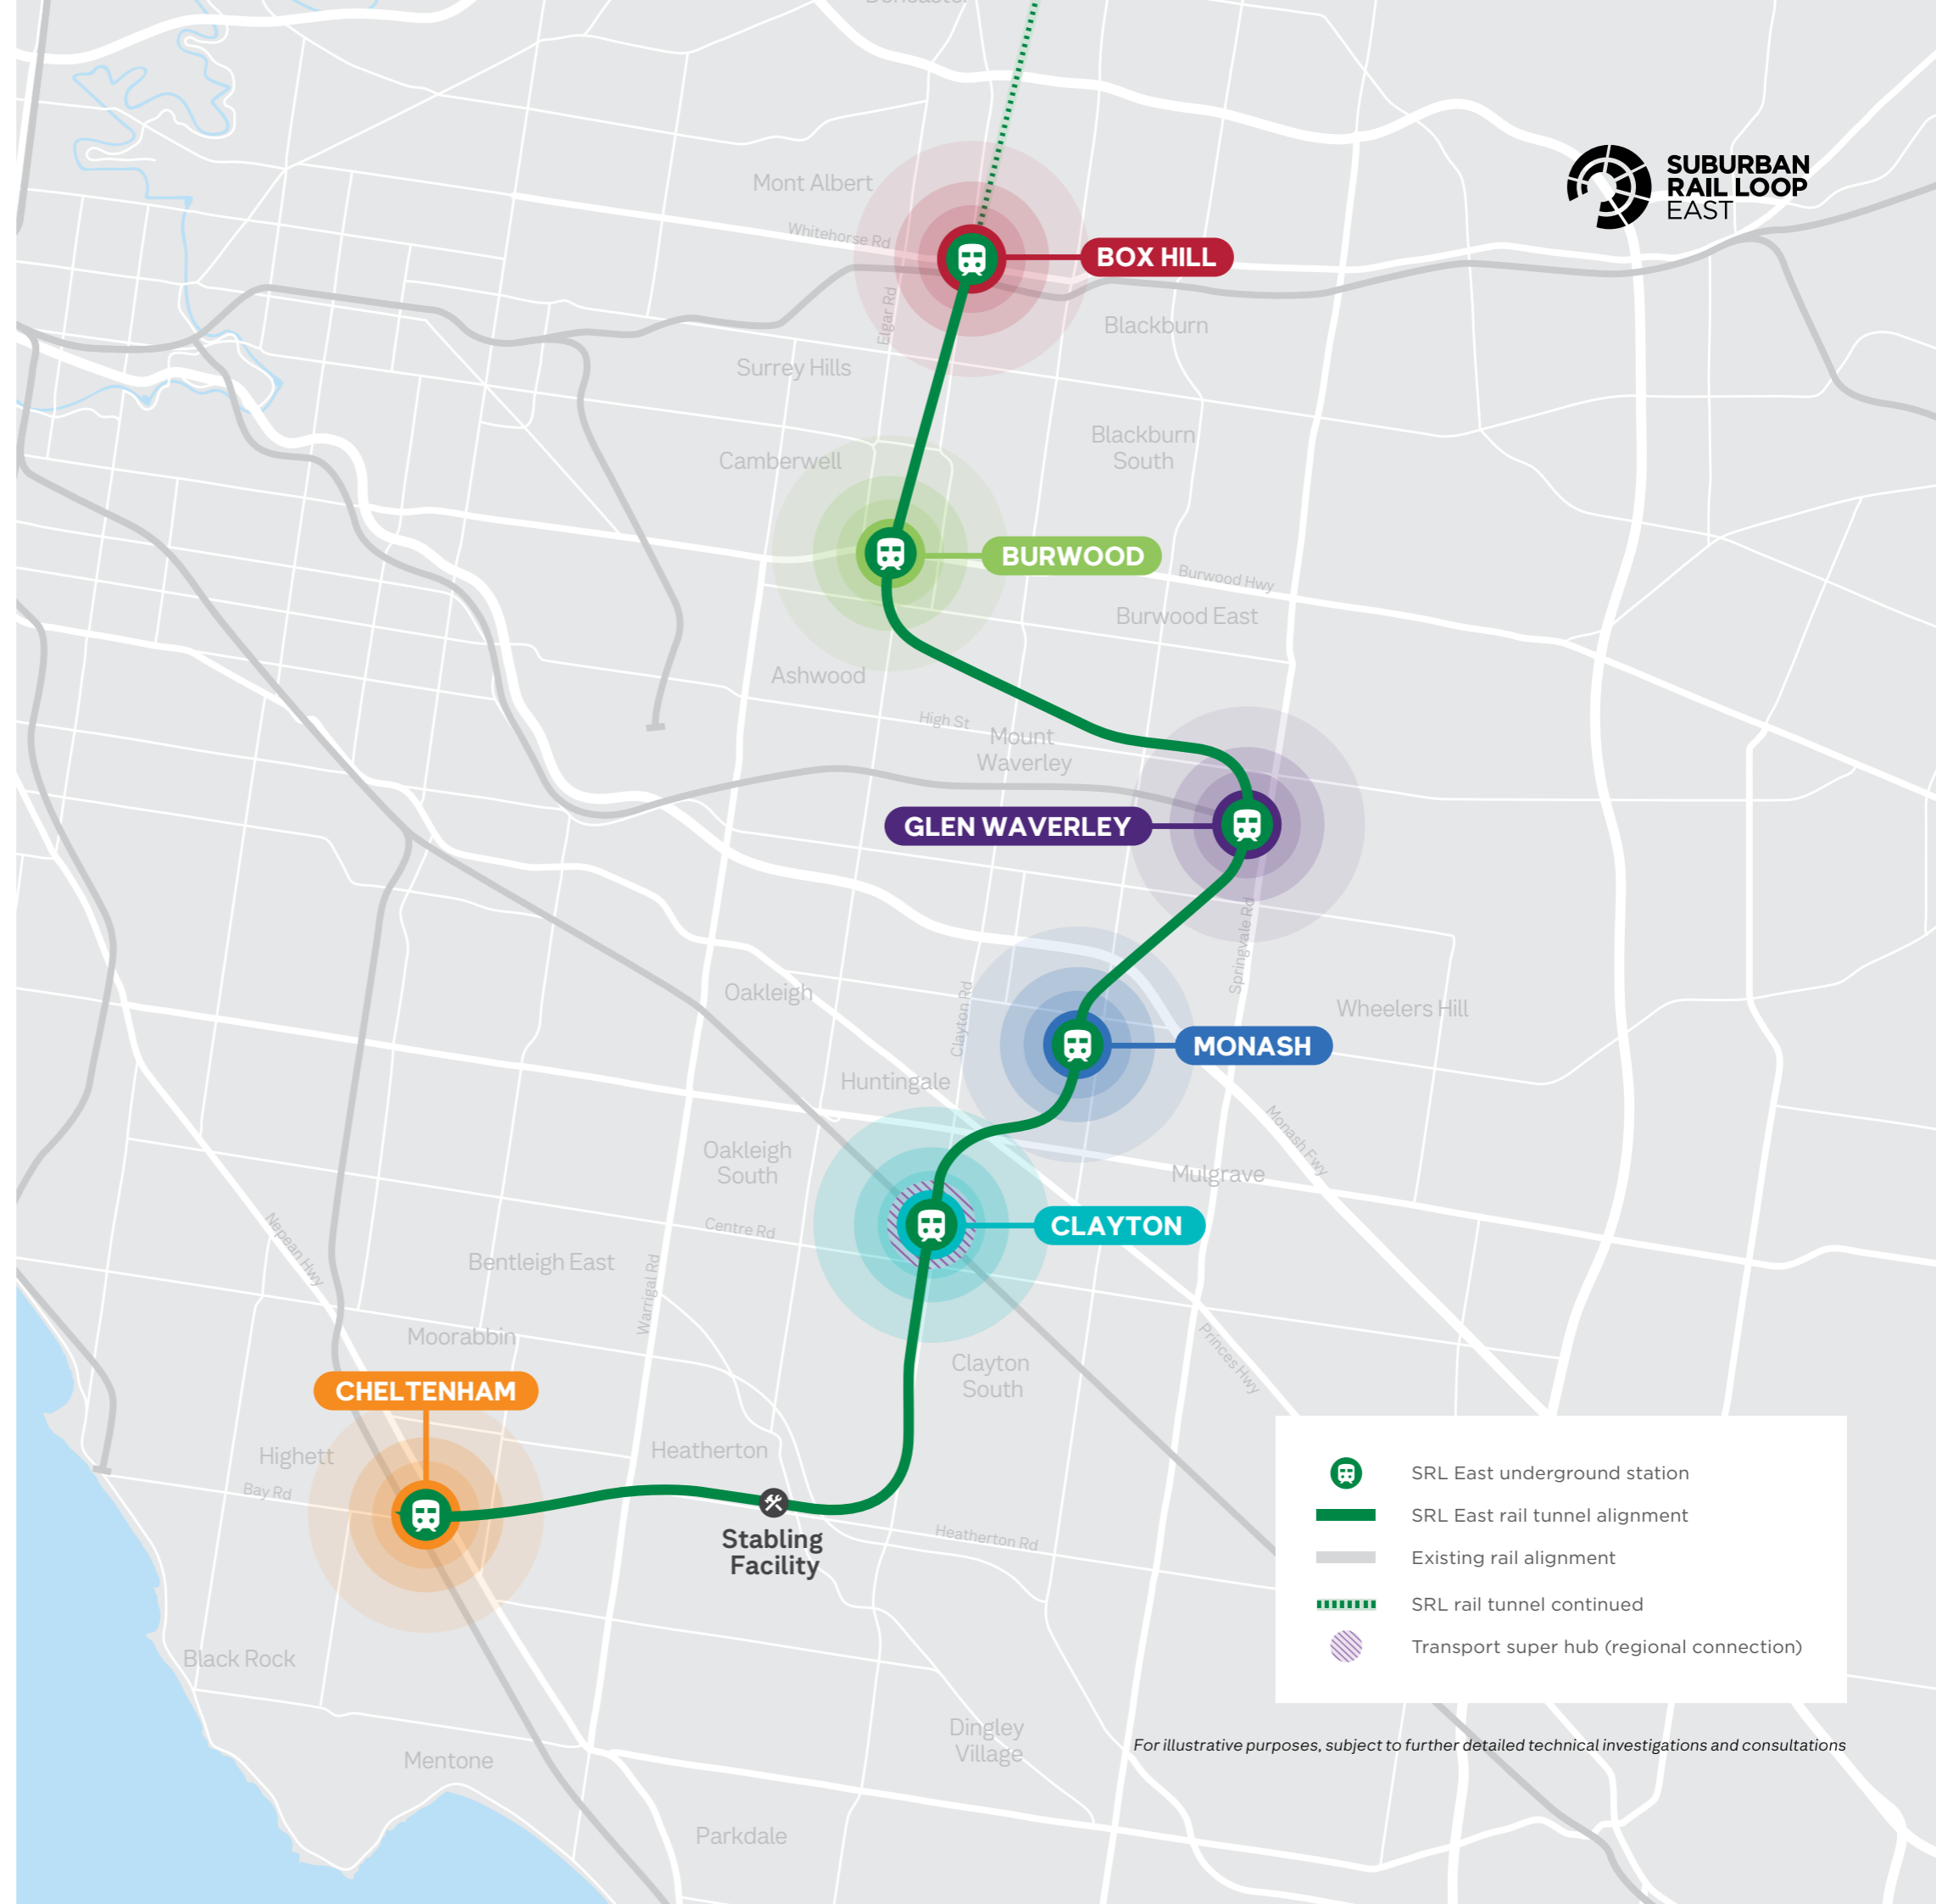 SUBURBAN
RAIL LOOP
EAST
Mont Albert
Whitehorse Rd
BOX HILL
Elgar Rd
Blackburn
Surrey Hills
Blackburn
South
Camberwell
BURWOOD
Burwood Hwy
Burwood East
Ashwood
High St
Mount
Waverley
GLEN WAVERLEY
Springvale Rd
Oakleigh
Clayton Rd
Wheelers Hill
MONASH
Huntingale
Monash Fwy
Oakleigh
South
Mulgrave
Centre Rd
CLAYTON
Nepean Hwy
Bentleigh East
Warrigal Rd
Moorabbin
Princes Hwy
Clayton
South
CHELTENHAM
Highett
Heatherton
Bay Rd
Stabling
Facility
Heatherton Rd
SRL East underground station
SRL East rail tunnel alignment
Existing rail alignment
SRL rail tunnel continued
Transport super hub (regional connection)
Black Rock
Dingley
Village
For illustrative purposes, subject to further detailed technical investigations and consultations
Mentone
Parkdale